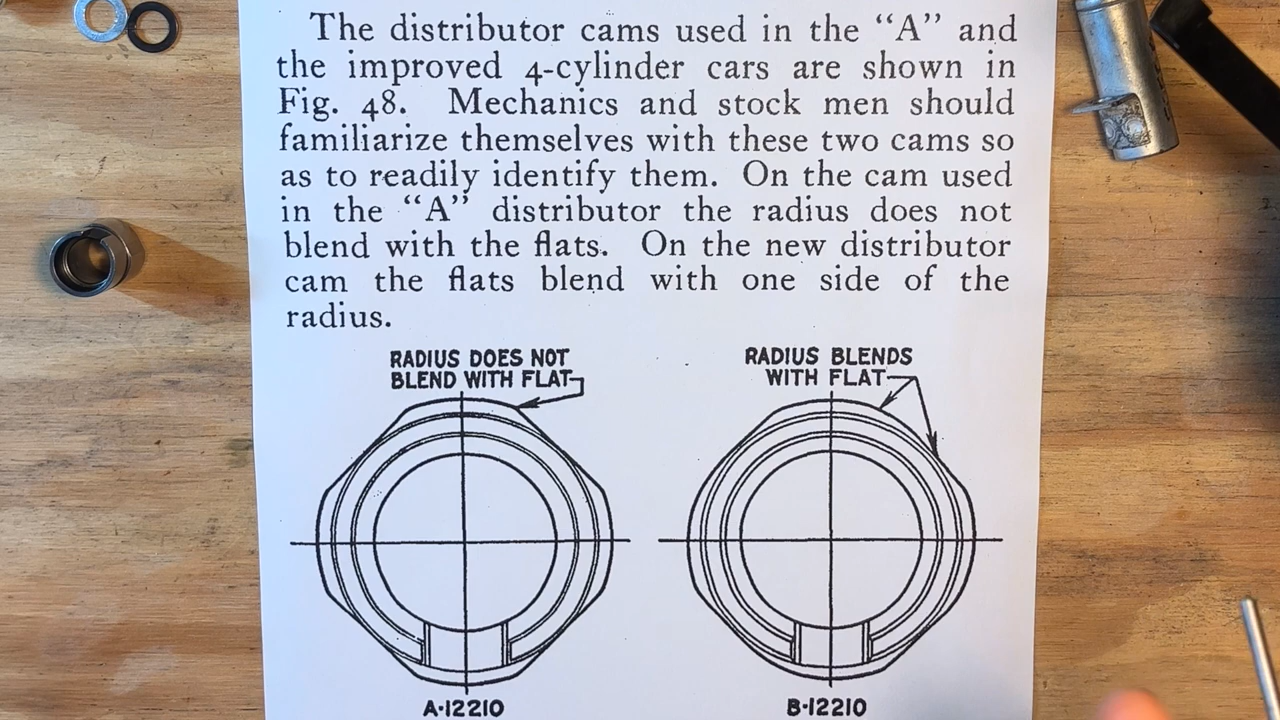 The distributor cams used in the “A” and
the improved 4-cylinder cars are shown in
Fig. 48. Mechanics and stock men should
familiarize themselves with these two cams so
as to readily identify them. On the cam used
in the “A” distributor the radius does not
blend with the flats. On the new distributor
cam the flats blend with one side of the
radius.
RADIUS DOES NOT
BLEND WITH FLAT
RADIUS BLENDS
WITH FLAT
A-12210
B-12210